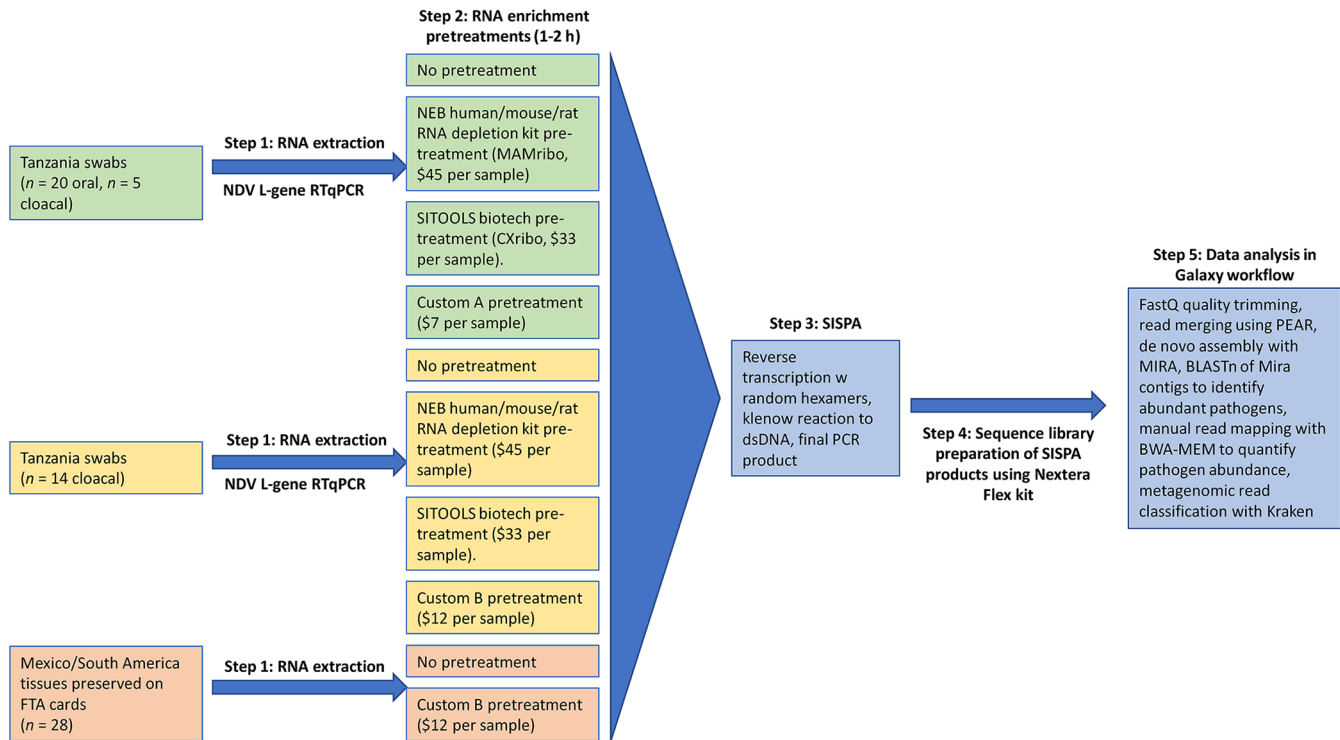 Step 2: RNA enrichment
pretreatments (1-2 h)
No pretreatment
NEB human/mouse/rat
RNA depletion kit pre-
treatment (MAMribo,
$45 per sample)
Step 1: RNA extraction
Tanzania swabs
(n = 20 oral, n = 5
cloacal)
NDV L-gene RTqPCR
SITOOLS biotech pre-
treatment (CXribo, $33
per sample).
Custom A pretreatment
($7 per sample)
No pretreatment
NEB human/mouse/rat
RNA depletion kit pre-
treatment ($45 per
sample)
Step 1: RNA extraction
Tanzania swabs
(n = 14 cloacal)
NDV L-gene RTqPCR
SITOOLS biotech pre-
treatment ($33 per
sample).
Custom B pretreatment
($12 per sample)
Mexico/South America
tissues preserved on
FTA cards
(n = 28)
Step 1: RNA extraction
No pretreatment
Custom B pretreatment
($12 per sample)
Step 3: SISPA
Reverse
transcription w
random hexamers,
klenow reaction to
dsDNA, final PCR
product
Step 4: Sequence library
preparation of SISPA
products using Nextera
Flex kit
Step 5: Data analysis in
Galaxy workflow
FastQ quality trimming,
read merging using PEAR,
de novo assembly with
MIRA, BLASTn of Mira
contigs to identify
abundant pathogens,
manual read mapping with
BWA-MEM to quantify
pathogen abundance,
metagenomic read
classification with Kraken